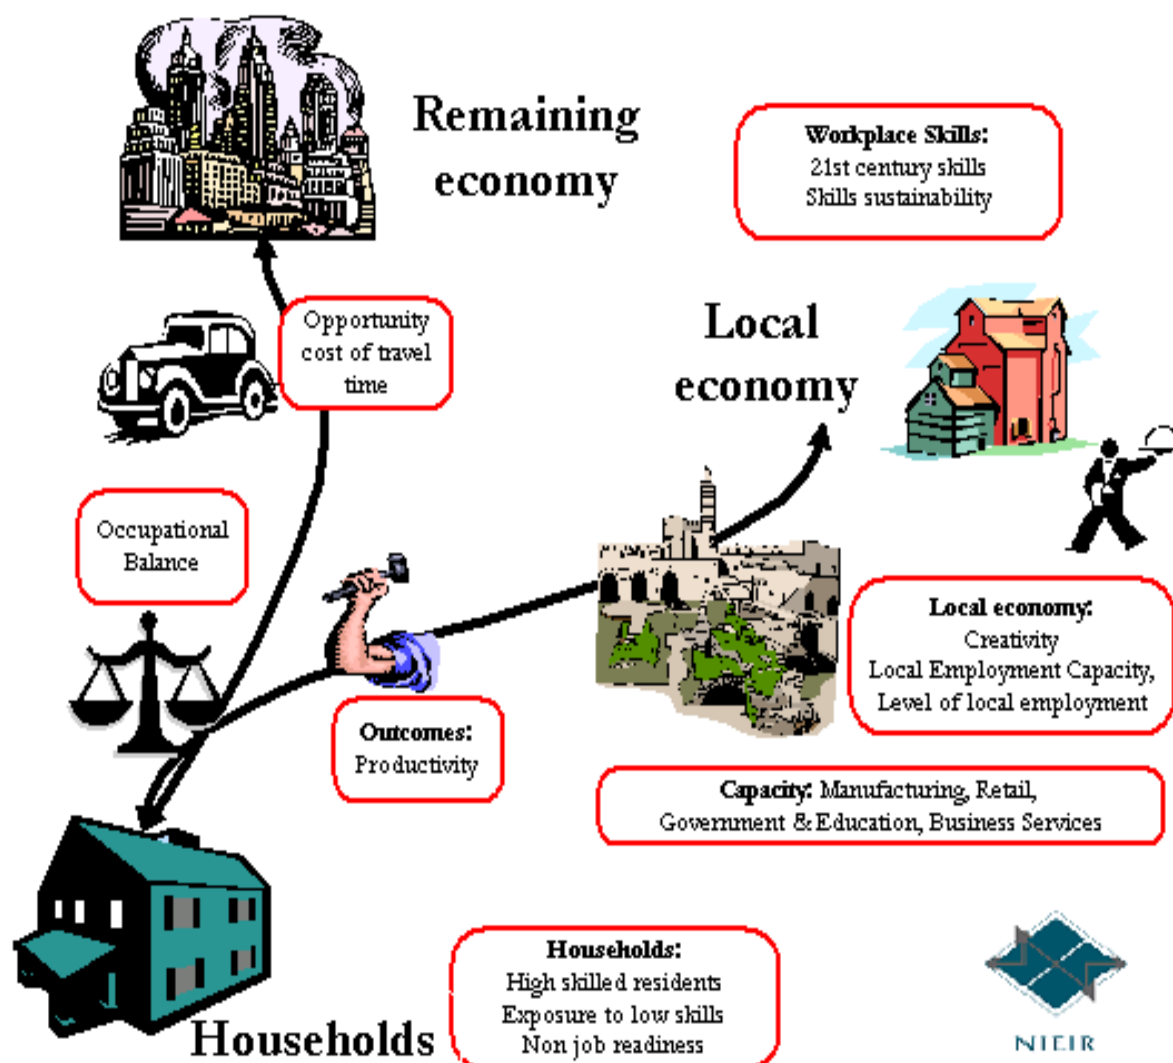 Remaining
economy
Workplace Skills:
21st century skills
Skills sustainability
Opportunity
cost of travel
time
Local
economy
Occupational
Balance
Local economy:
Creativity
Local Employment Capacity,
Level of local employment
Outcomes:
Productivity
Capacity: Manufacturing, Retail,
Government & Education, Business Services
Households:
High skilled residents
Exposure to low skills
Non job readiness
Households
NIEIR